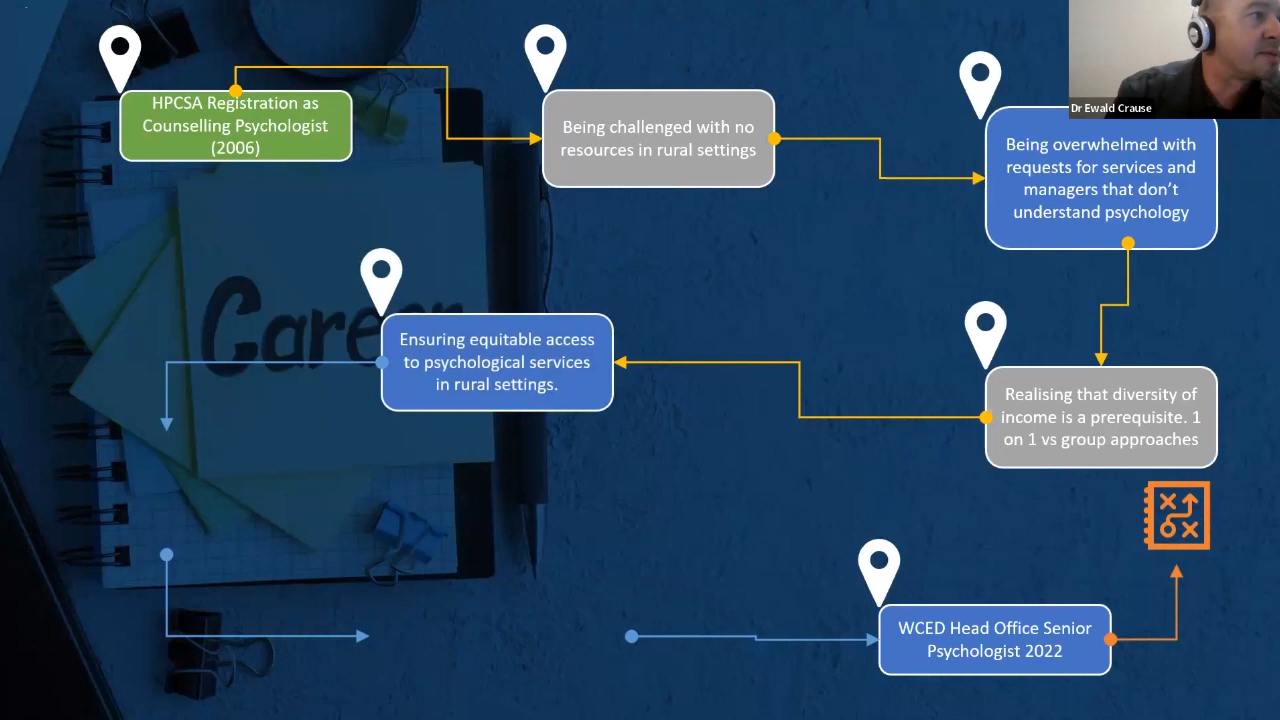 HPCSA Registration as
Counselling Psychologist
(2006)
Being challenged with no
resources in rural settings
Dr Ewald Crause
Being overwhelmed with
requests for services and
managers that don't
understand psychology
Career
Ensuring equitable access
to psychological services
in rural settings.
Realising that diversity of
income is a prerequisite. 1
on 1 vs group approaches
WCED Head Office Senior
Psychologist 2022